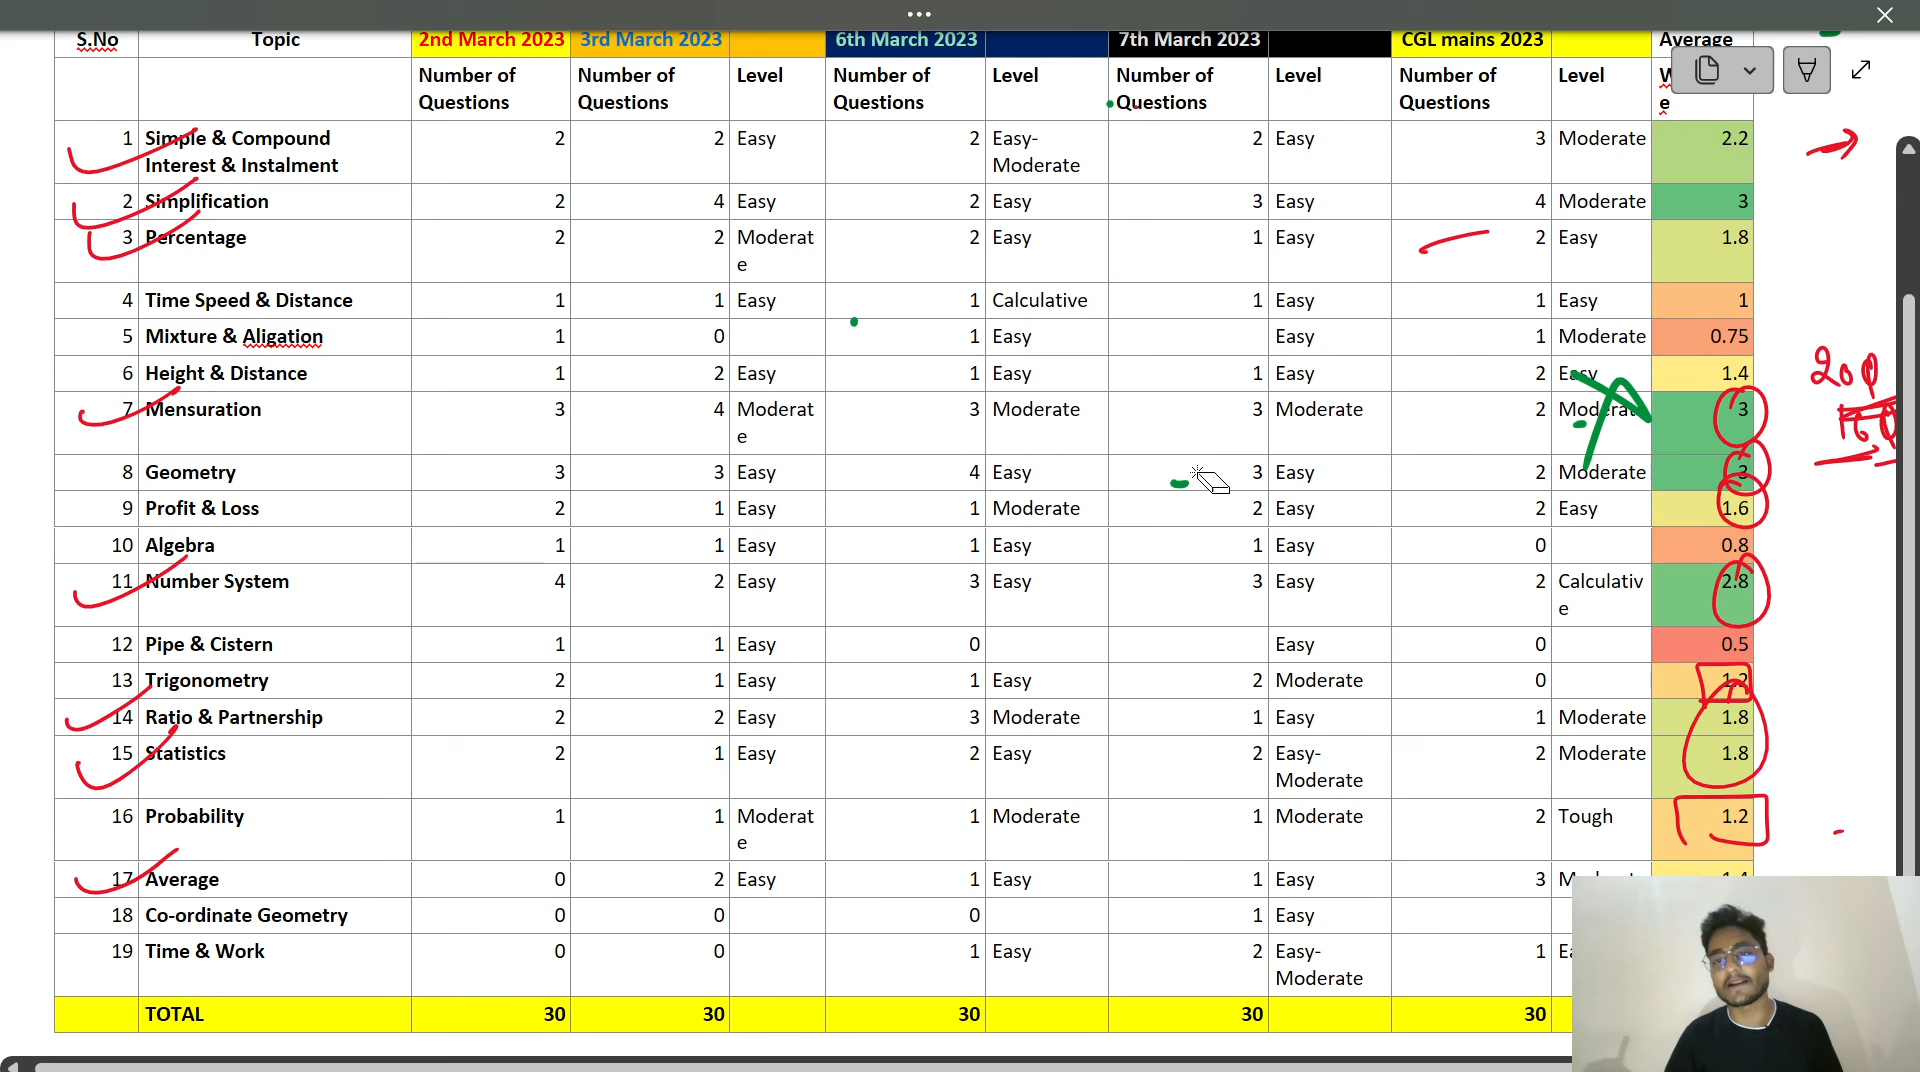 S.No Topic 2nd March 2023 3rd March 2023 6th March 2023 7th March 2023 CGL mains 2023 Average
Number of Questions Number of Questions Level Number of Questions Level Number of Questions Level Number of Questions Level
e
1 Simple & Compound Interest & Instalment 2 2 Easy 2 Easy-Moderate 2 Easy 3 Moderate 2.2
2 Simplification 2 4 Easy 2 Easy 3 Easy 4 Moderate 3
3 Percentage 2 2 Moderate 2 Easy 1 Easy 2 Easy 1.8
4 Time Speed & Distance 1 1 Easy 1 Calculative 1 Easy 1 Easy 1
5 Mixture & Aligation 1 0 1 Easy Easy 1 Moderate 0.75
6 Height & Distance 1 2 Easy 1 Easy 1 Easy 2 Easy 1.4
7 Mensuration 3 4 Moderate 3 Moderate 3 Moderate 2 Moderate 3
8 Geometry 3 3 Easy 4 Easy 3 Easy 2 Moderate 3
9 Profit & Loss 2 1 Easy 1 Moderate 2 Easy 2 Easy 1.6
10 Algebra 1 1 Easy 1 Easy 1 Easy 0 0.8
11 Number System 4 2 Easy 3 Easy 3 Easy 2 Calculative 2.8
12 Pipe & Cistern 1 1 Easy 0 Easy 0 0.5
13 Trigonometry 2 1 Easy 1 Easy 2 Moderate 0 1.2
14 Ratio & Partnership 2 2 Easy 3 Moderate 1 Easy 1 Moderate 1.8
15 Statistics 2 1 Easy 2 Easy 2 Easy-Moderate 2 Moderate 1.8
16 Probability 1 1 Moderate 1 Moderate 1 Moderate 2 Tough 1.2
17 Average 0 2 Easy 1 Easy 1 Easy 3
18 Co-ordinate Geometry 0 0 0 1 Easy
19 Time & Work 0 0 1 Easy 2 Easy-Moderate 1
TOTAL 30 30 30 30 30